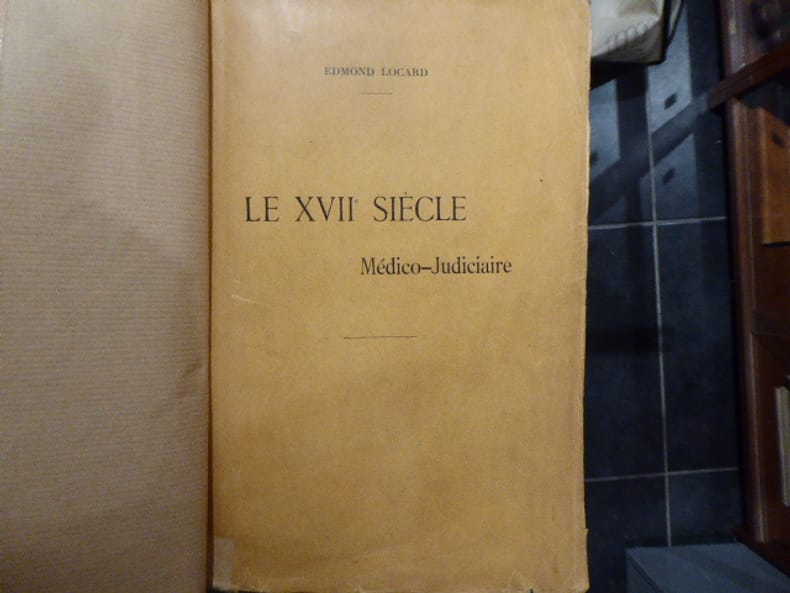 EDMOND LOCARD
LE XVIIᵉ SIÈCLE
Médico-Judiciaire